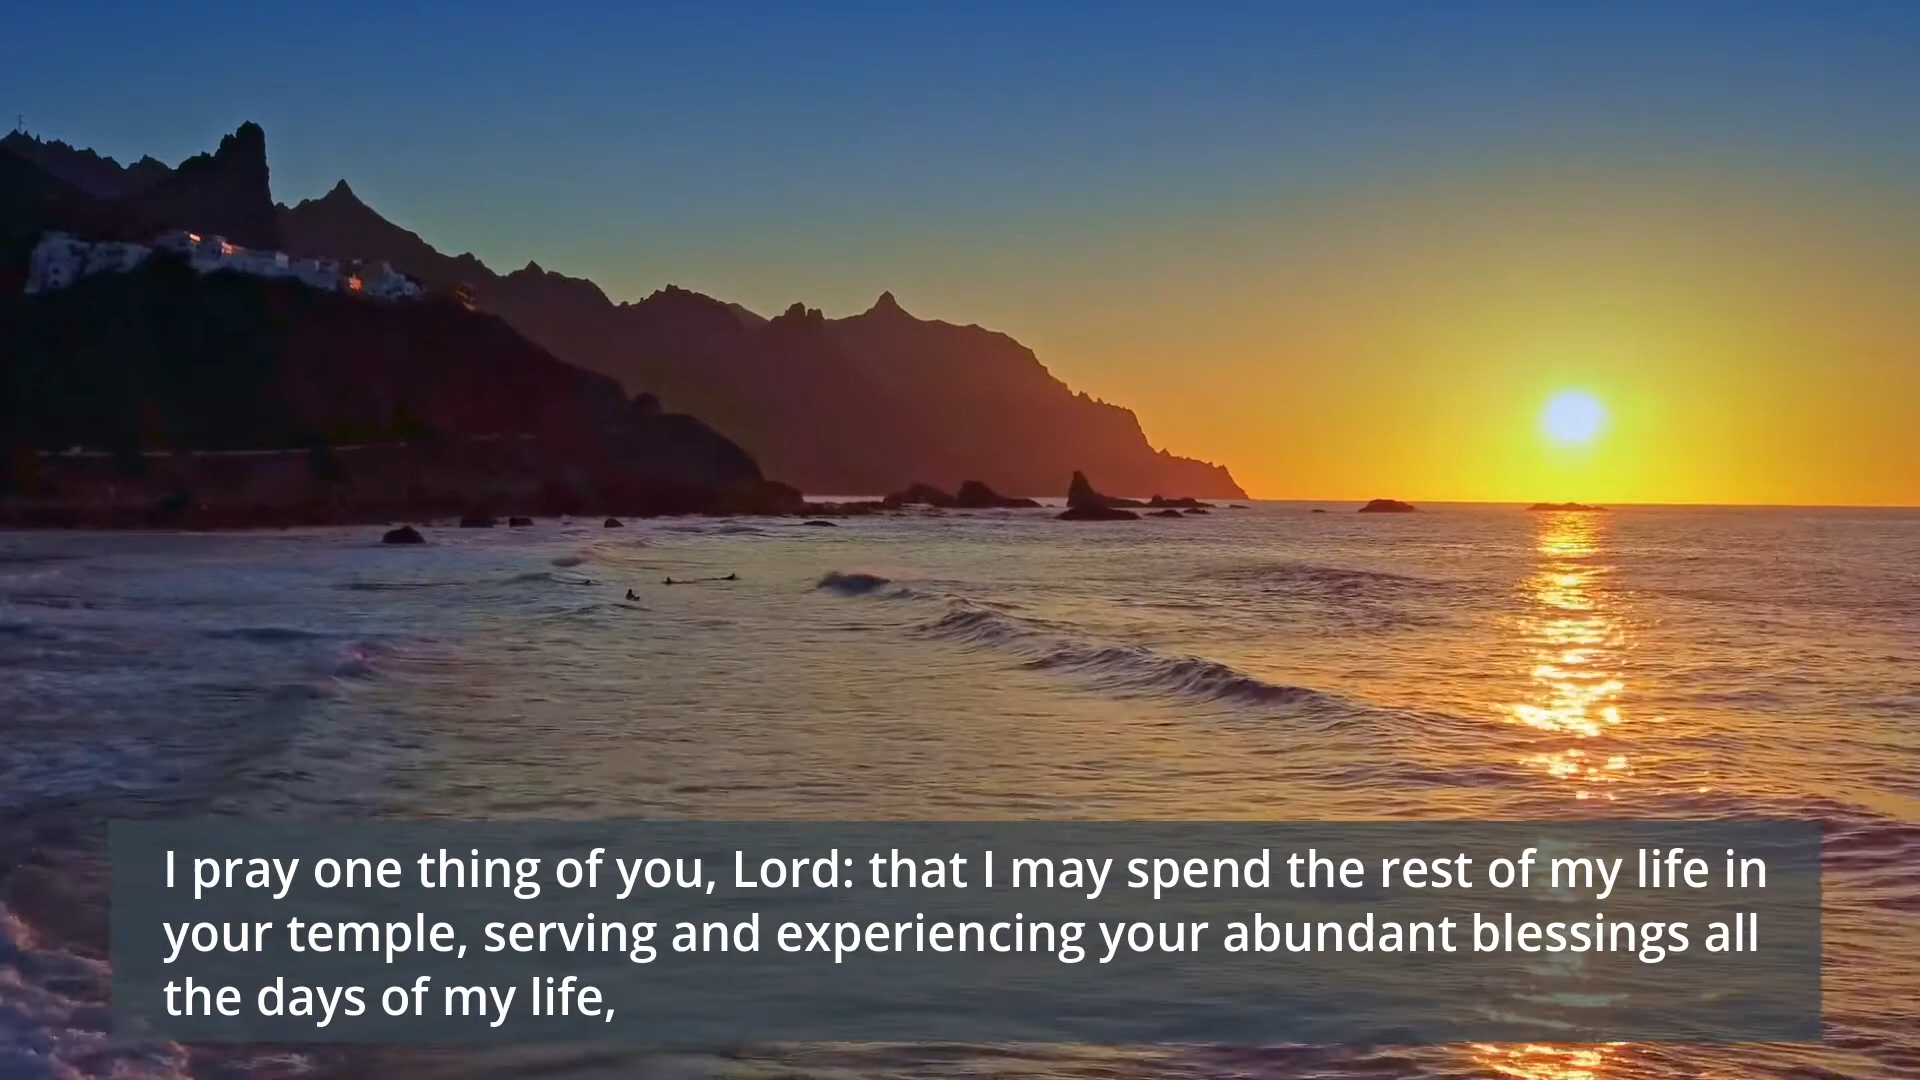 I pray one thing of you, Lord: that I may spend the rest of my life in
your temple, serving and experiencing your abundant blessings all
the days of my life,